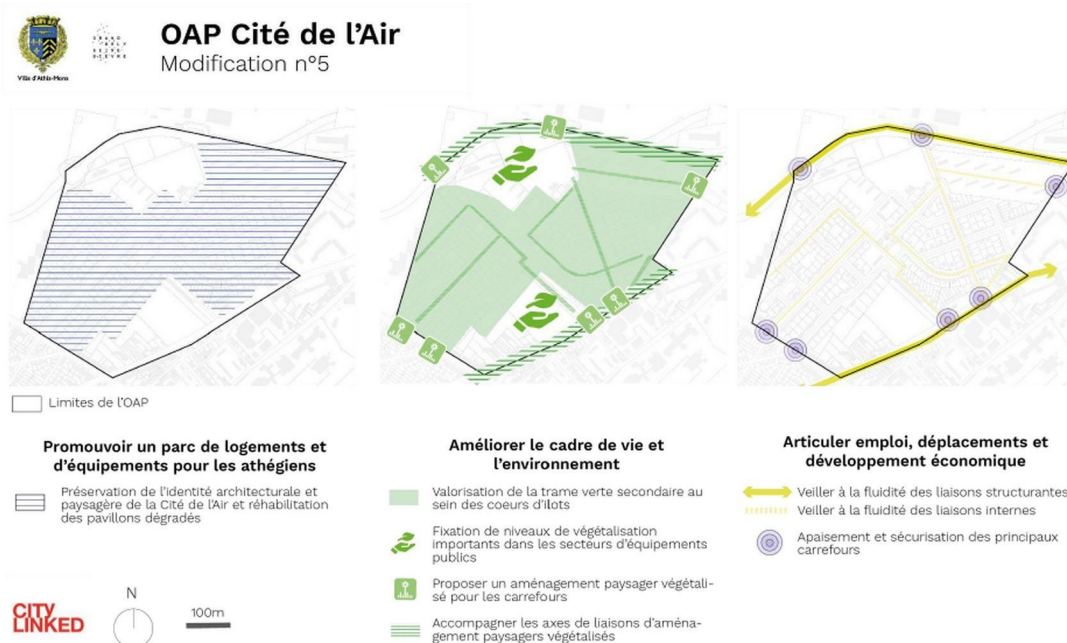 OAP Cité de l'Air
Modification n°5
Ville d'Athis-Mons
GRAND
ORLY
SEINE
BIÈVRE
Limites de l'OAP
Promouvoir un parc de logements et
d'équipements pour les athégiens
Préservation de l'identité architecturale et
paysagère de la Cité de l'Air et réhabilitation
des pavillons dégradés
Améliorer le cadre de vie et
l'environnement
Valorisation de la trame verte secondaire au
sein des coeurs d'ilots
Fixation de niveaux de végétalisation
importants dans les secteurs d'équipements
publics
Proposer un aménagement paysager végétali-
sé pour les carrefours
Accompagner les axes de liaisons d'aména-
gement paysagers végétalisés
Articuler emploi, déplacements et
développement économique
Veiller à la fluidité des liaisons structurantes
Veiller à la fluidité des liaisons internes
Apaisement et sécurisation des principaux
carrefours
CITY
LINKED
N
100m